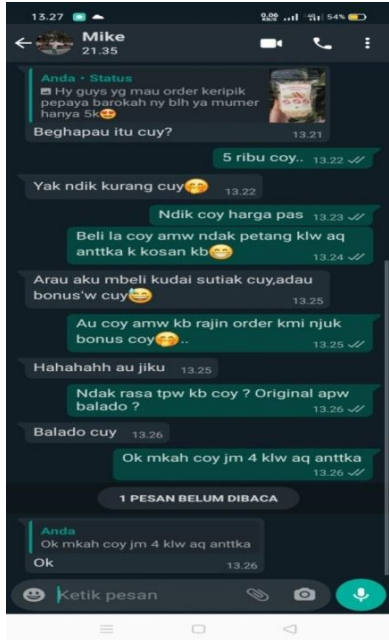 13.27
0,06
4G
54%
Mike
21.35
Anda • Status
Hy guys yg mau order keripik
pepaya barokah ny blh ya mumer
hanya 5k😍
Beghapau itu cuy?
13.21
5 ribu coy..
13.22
Yak ndik kurang cuy🤭
13.22
Ndik coy harga pas
13.23
Beli la coy amw ndak petang klw aq
anttka k kosan kb😁
13.24
Arau aku mbeli kudai sutiak cuy,adau
bonus'w cuy😅
13.25
Au coy amw kb rajin order kmi njuk
bonus coy🤭..
13.25
Hahahahh au jiku
13.25
Ndak rasa tpw kb coy ? Original apw
balado ?
13.26
Balado cuy
13.26
Ok mkah coy jm 4 klw aq anttka
13.26
1 PESAN BELUM DIBACA
Anda
Ok mkah coy jm 4 klw aq anttka
Ok
13.26
Ketik pesan